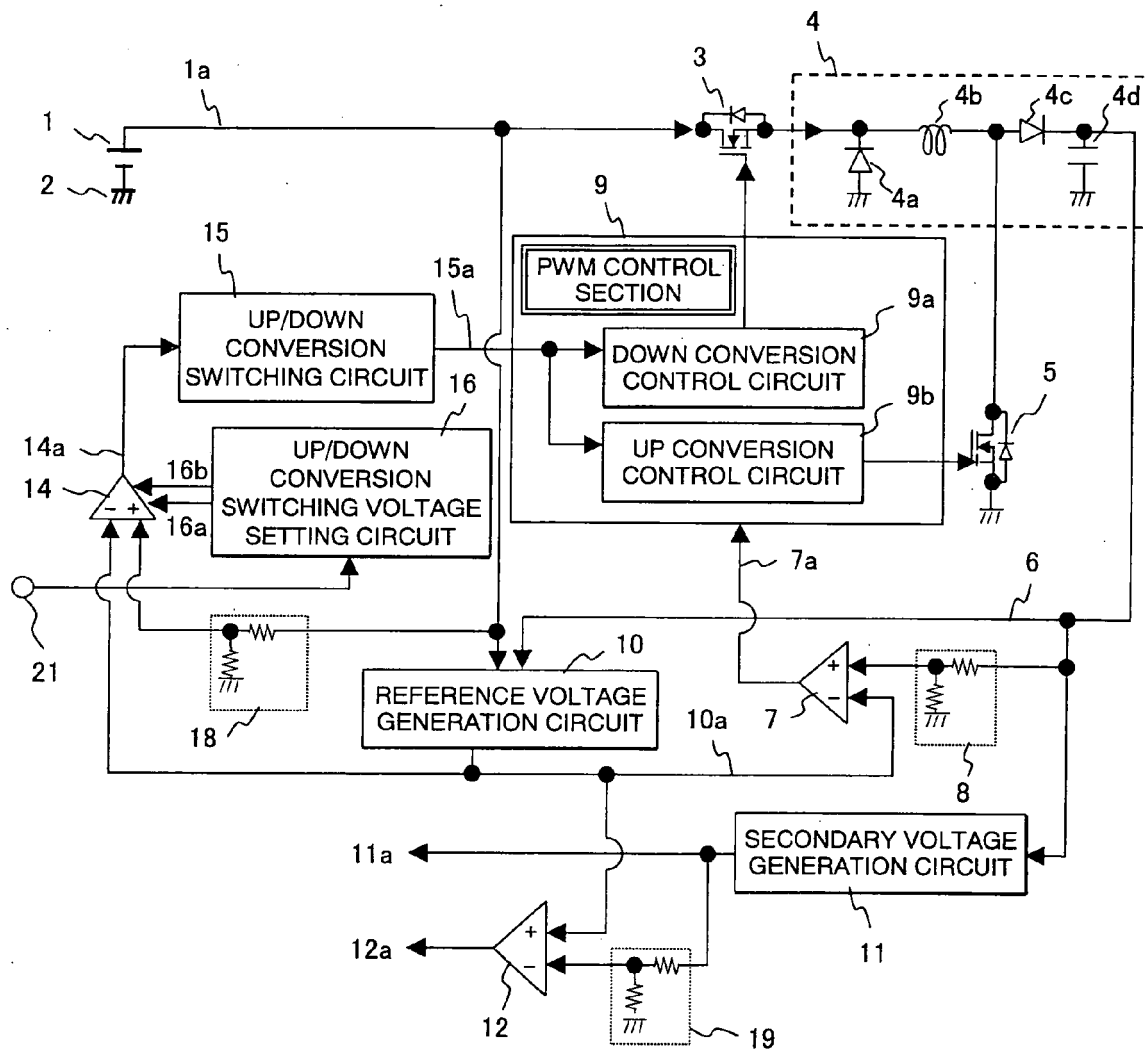 4
3
1a
4b
4c
4d
1
2
4a
9
15
15a
PWM CONTROL
SECTION
9a
UP/DOWN
CONVERSION
SWITCHING CIRCUIT
DOWN CONVERSION
CONTROL CIRCUIT
16
9b
5
14a
UP/DOWN
CONVERSION
SWITCHING VOLTAGE
SETTING CIRCUIT
UP CONVERSION
CONTROL CIRCUIT
16b
14
- +
16a
7a
6
21
18
10
REFERENCE VOLTAGE
GENERATION CIRCUIT
+
-
7
10a
8
11a
SECONDARY VOLTAGE
GENERATION CIRCUIT
11
12a
+
-
12
19